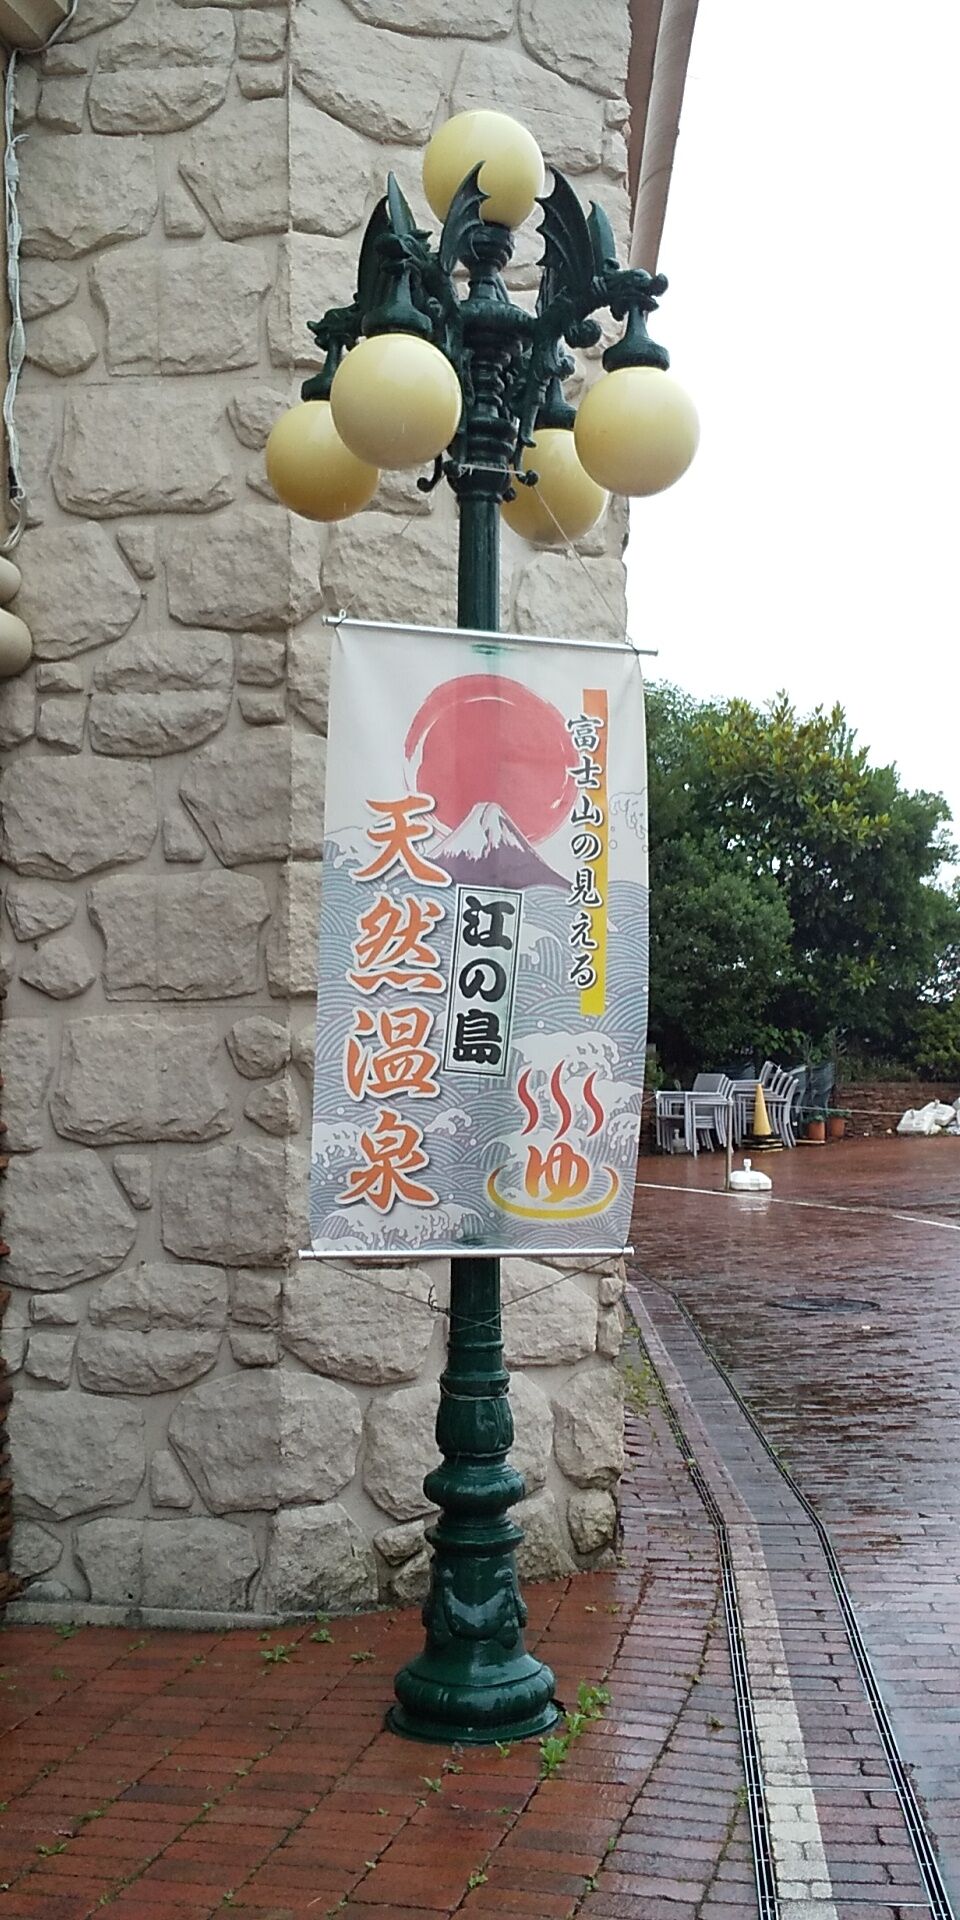 富士山の見える
江の島
天然温泉
ゆ